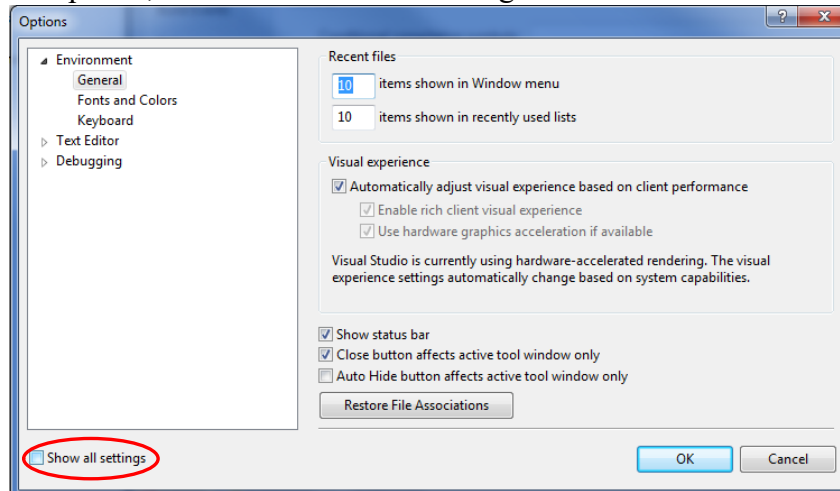 Options
Environment
General
Fonts and Colors
Keyboard
Text Editor
Debugging
Recent files
10 items shown in Window menu
10 items shown in recently used lists
Visual experience
Automatically adjust visual experience based on client performance
Enable rich client visual experience
Use hardware graphics acceleration if available
Visual Studio is currently using hardware-accelerated rendering. The visual
experience settings automatically change based on system capabilities.
Show status bar
Close button affects active tool window only
Auto Hide button affects active tool window only
Restore File Associations
Show all settings
OK
Cancel